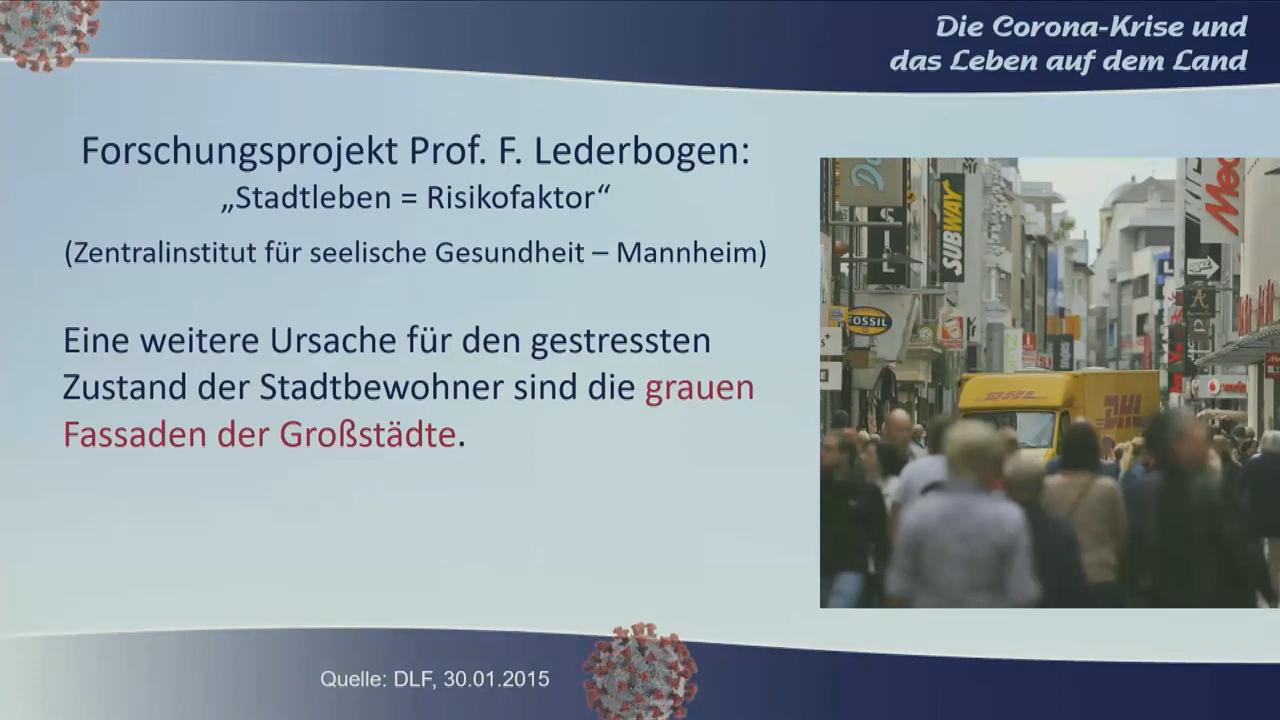 Die Corona-Krise und
das Leben auf dem Land
Forschungsprojekt Prof. F. Lederbogen:
„Stadtleben = Risikofaktor“
(Zentralinstitut für seelische Gesundheit – Mannheim)
Eine weitere Ursache für den gestressten
Zustand der Stadtbewohner sind die grauen
Fassaden der Großstädte.
SUBWAY
FOSSIL
DHL
DHL
Quelle: DLF, 30.01.2015